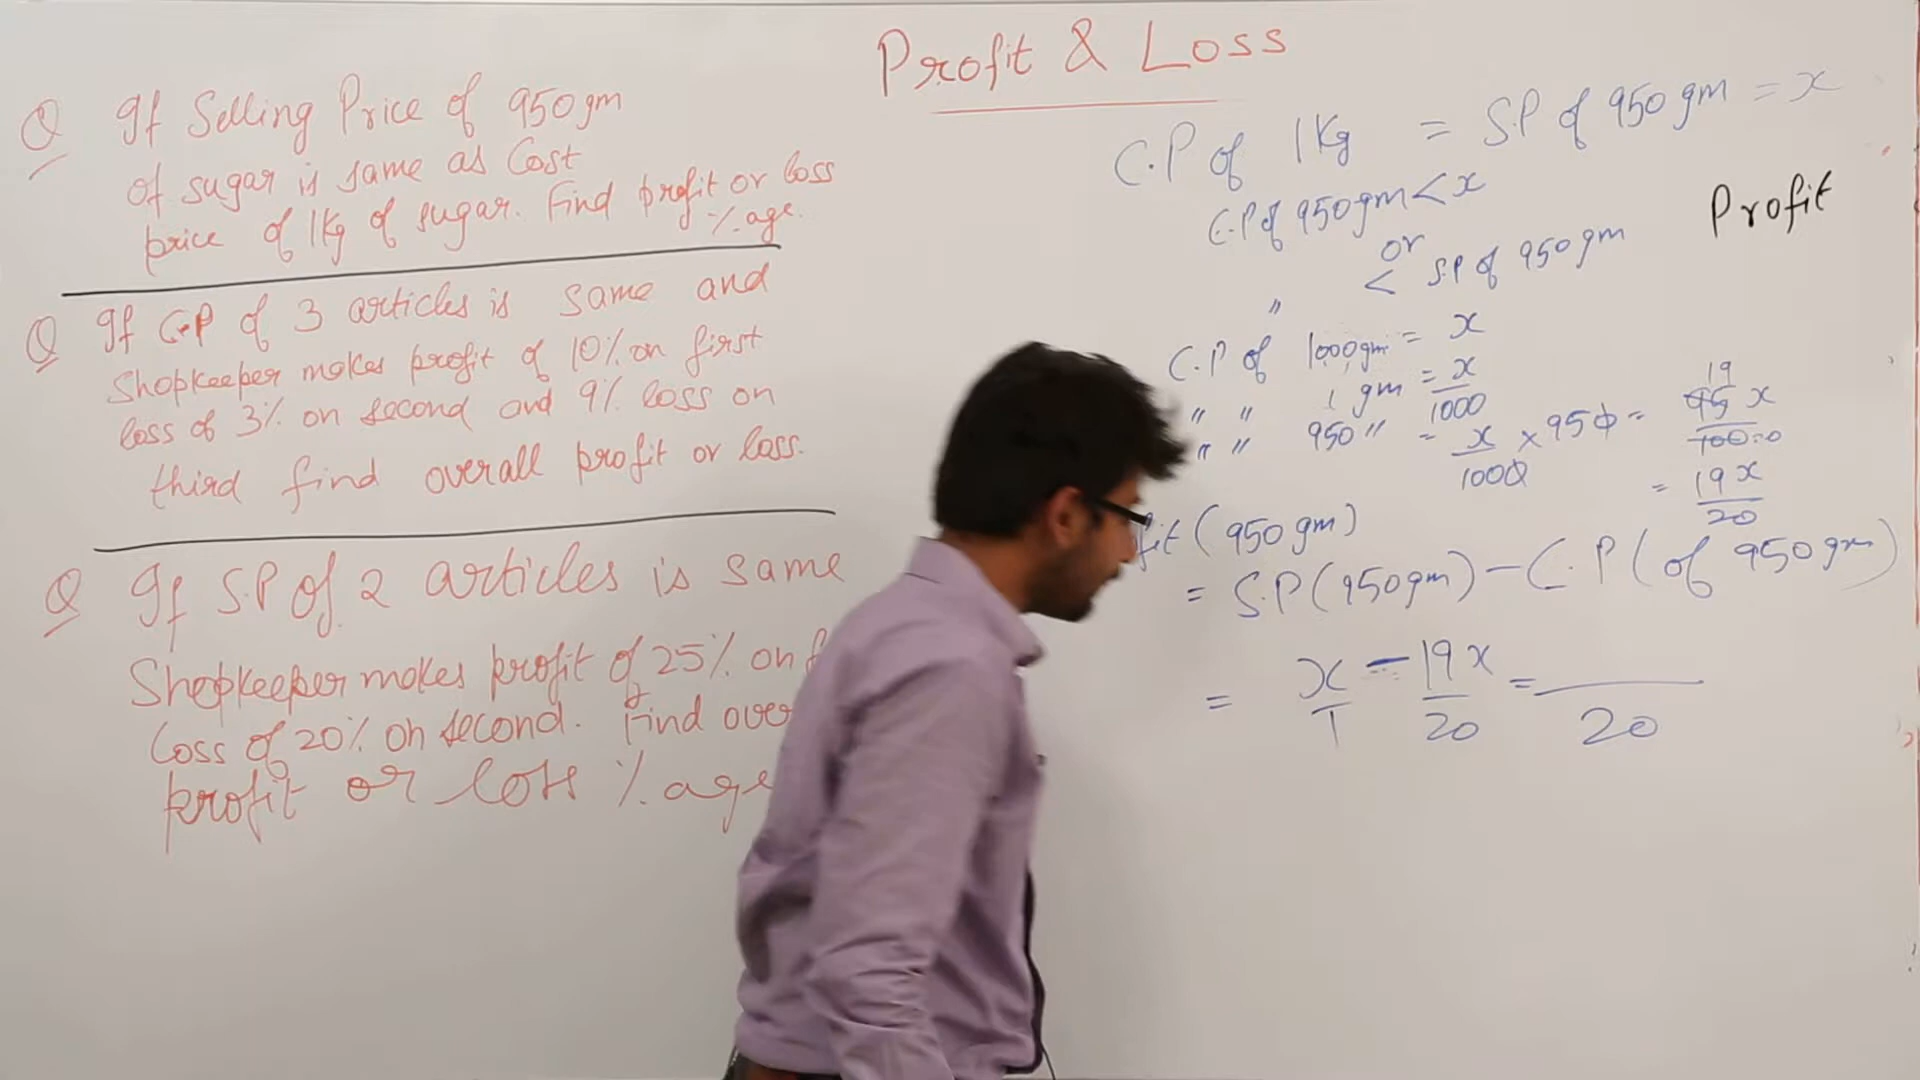 Profit & Loss
Q If Selling Price of 950gm
of sugar is same as Cost
price of 1Kg of sugar. Find profit or loss
%age.
Q If C.P of 3 articles is same and
Shopkeeper makes profit of 10% on first
loss of 3% on second and 9% loss on
third find overall profit or loss.
Q If S.P of 2 articles is same
Shopkeeper makes profit of 25% on
Loss of 20% on second. Find over
profit or loss %age
C.P of 1Kg = S.P of 950gm = x
C.P of 950gm < x
or
" < S.P of 950gm
Profit
C.P of 1000gm = x
" " 1 gm = x/1000
" " 950 " = x/1000 × 950 = 95x/100
19
= 19x/20
fit (950gm)
= S.P(950gm) - C.P(of 950gm)
= x/1 - 19x/20 = /20